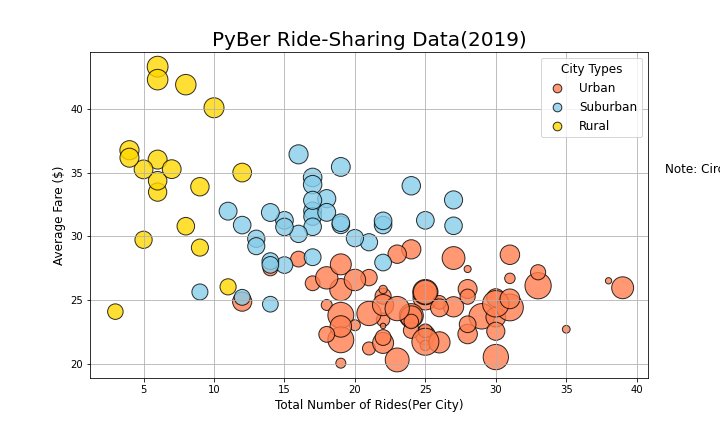 PyBer Ride-Sharing Data(2019)
City Types
Urban
Suburban
Rural
Note:
Average Fare ($)
40
35
30
25
20
5
10
15
20
25
30
35
40
Total Number of Rides(Per City)